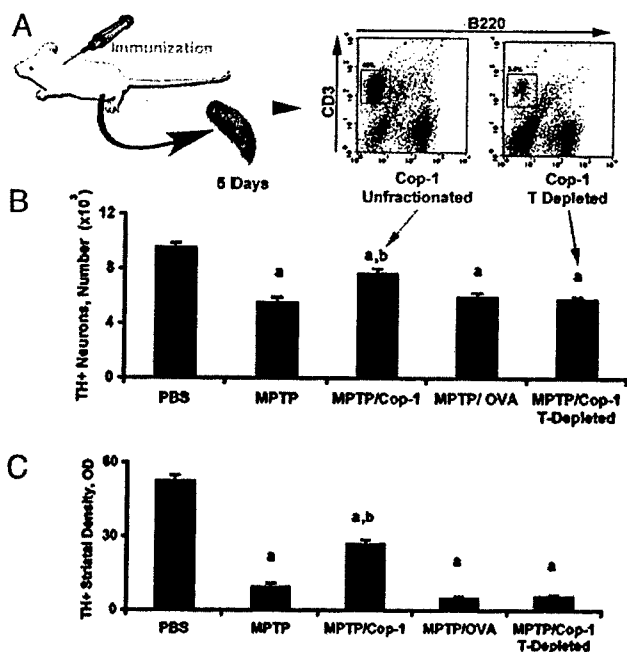 A
Immunization
5 Days
B220
CD3
Cop-1
Unfractionated
Cop-1
T Depleted
B
TH+ Neurons, Number (x10³)
12
8
4
0
a
a,b
a
a
PBS
MPTP
MPTP/Cop-1
MPTP/ OVA
MPTP/Cop-1
T-Depleted
C
TH+ Striatal Density, OD
60
30
0
a
a,b
a
a
PBS
MPTP
MPTP/Cop-1
MPTP/OVA
MPTP/Cop-1
T-Depleted